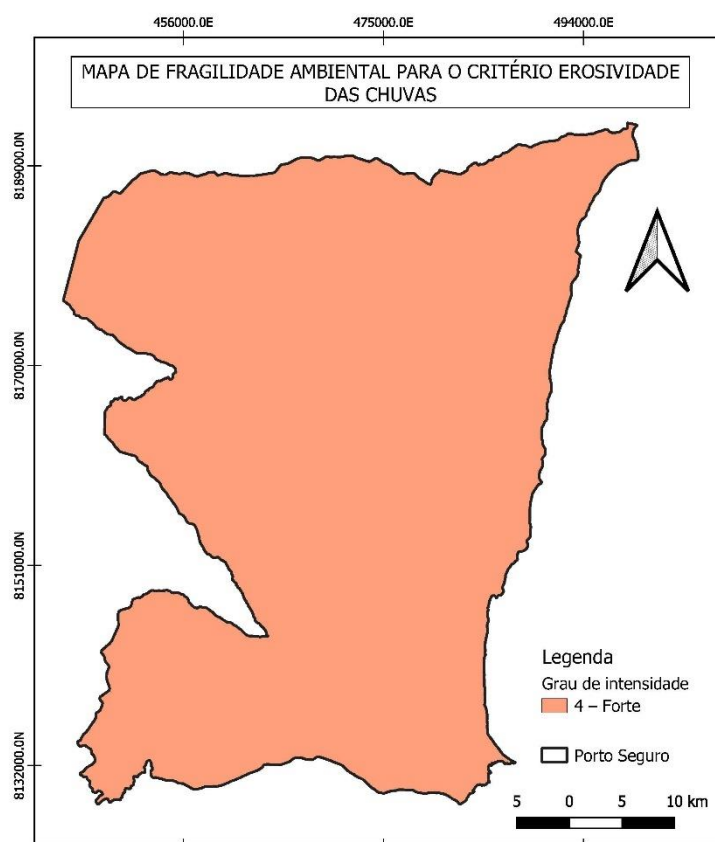 456000.0E 475000.0E 494000.0E
MAPA DE FRAGILIDADE AMBIENTAL PARA O CRITÉRIO EROSIVIDADE
DAS CHUVAS
8189000.0N
8170000.0N
8151000.0N
8132000.0N
Legenda
Grau de intensidade
4 – Forte
Porto Seguro
5 0 5 10 km